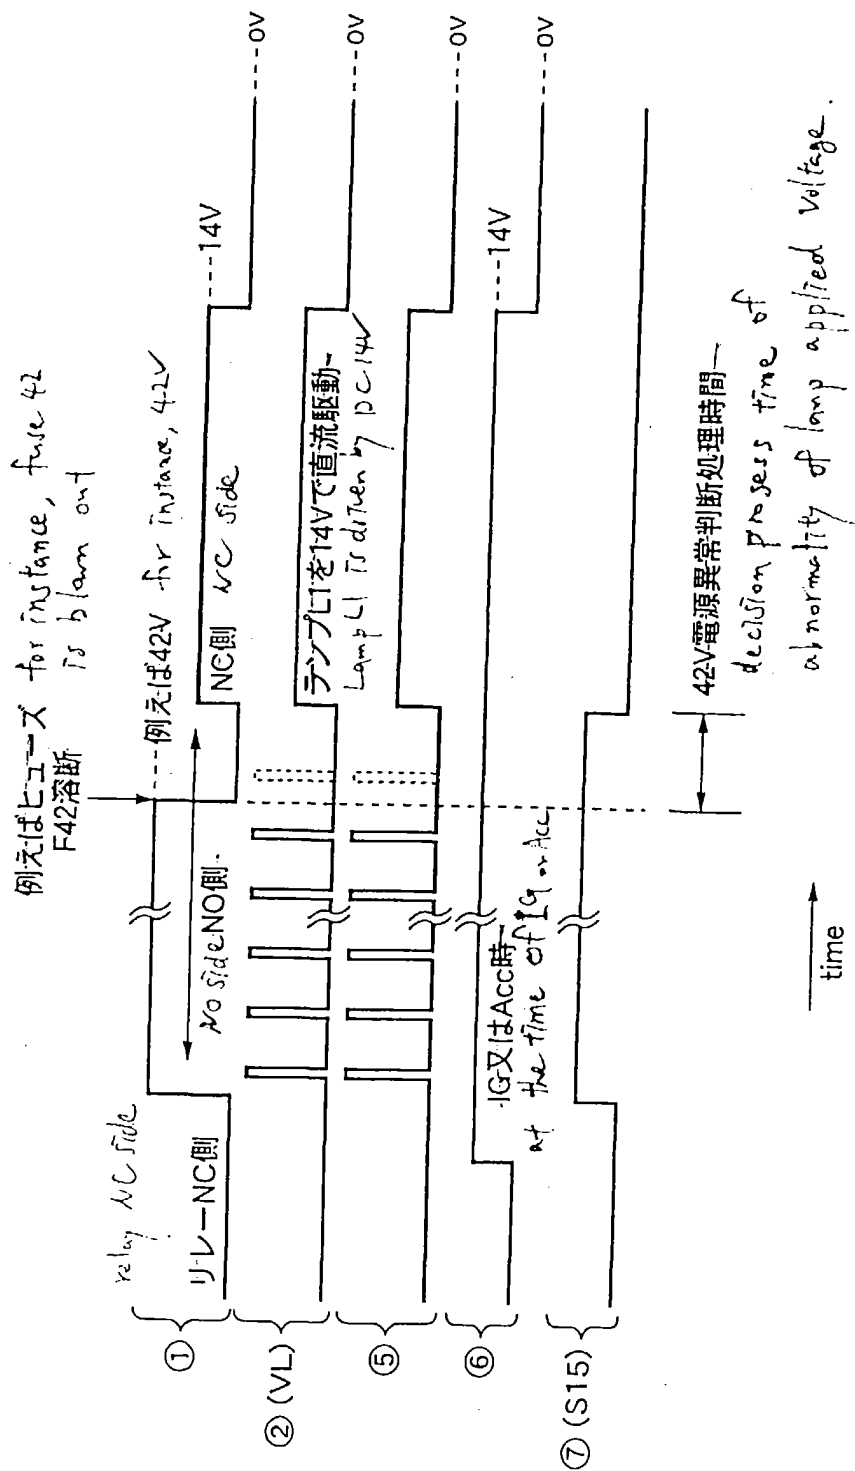 例えばヒューズ for instance, fuse 42
F42溶断 is blown out
例えば42V for instance, 42V
relay NC side
リレーNC側
NO side NO側
NC側 NC side
14V
0V
ランプL1を14Vで直流駆動
Lamp L1 is driven by DC 14V
0V
0V
IG又はAcc時
at the time of IG or Acc
14V
0V
42V電源異常判断処理時間
decision prosess time of
abnormality of lamp applied voltage.
①
② (VL)
⑤
⑥
⑦ (S15)
time